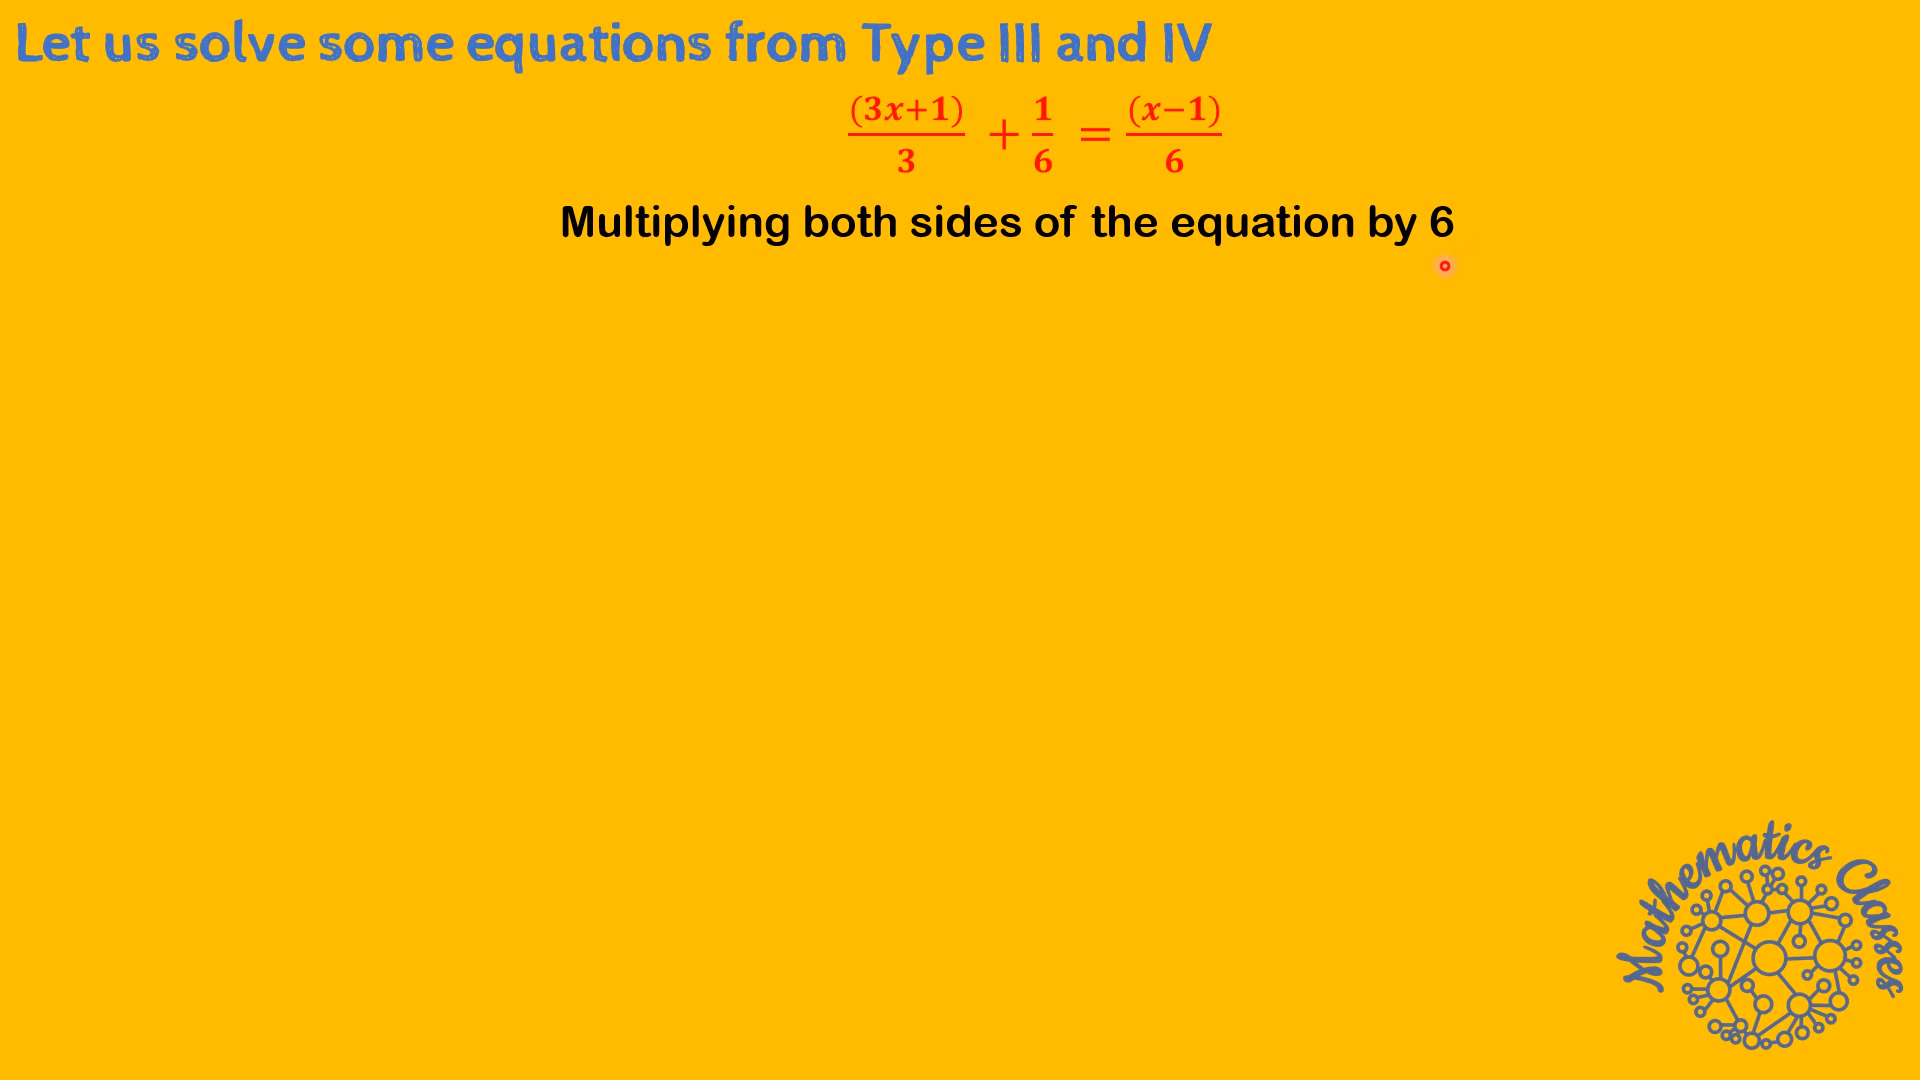 Let us solve some equations from Type III and IV
(3x+1)/3 + 1/6 = (x−1)/6
Multiplying both sides of the equation by 6
Mathematics Classes